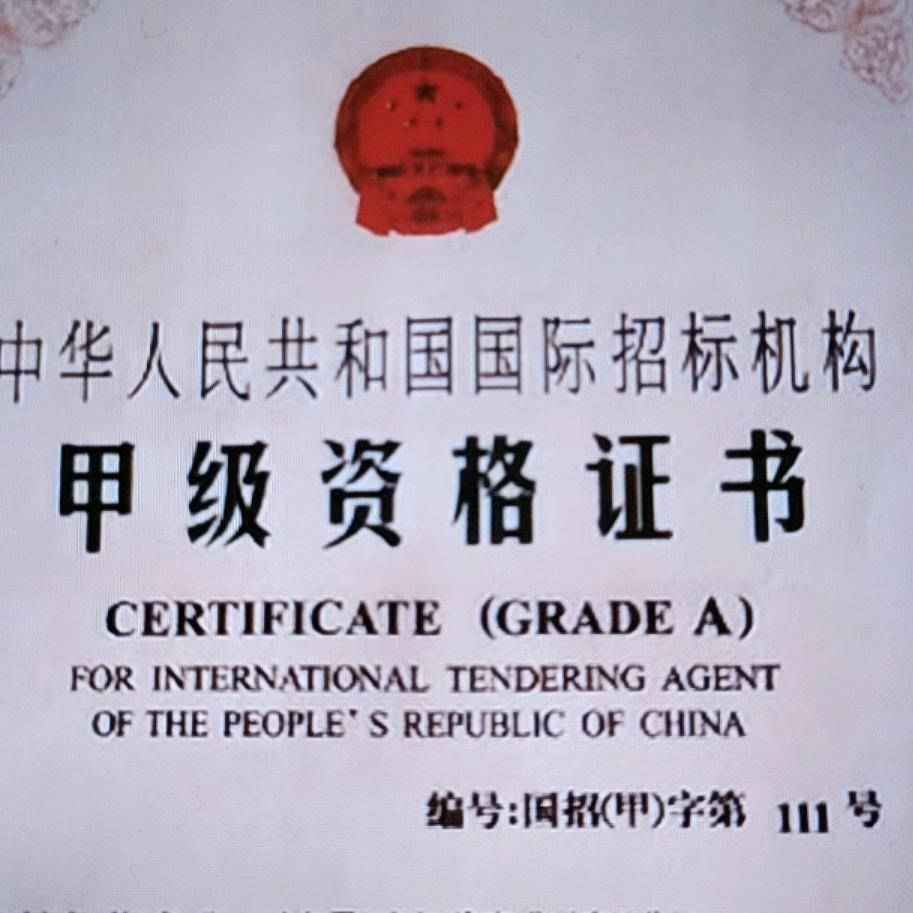 中华人民共和国国际招标机构
甲级资格证书
CERTIFICATE (GRADE A)
FOR INTERNATIONAL TENDERING AGENT
OF THE PEOPLE'S REPUBLIC OF CHINA
编号:国招(甲)字第 111 号